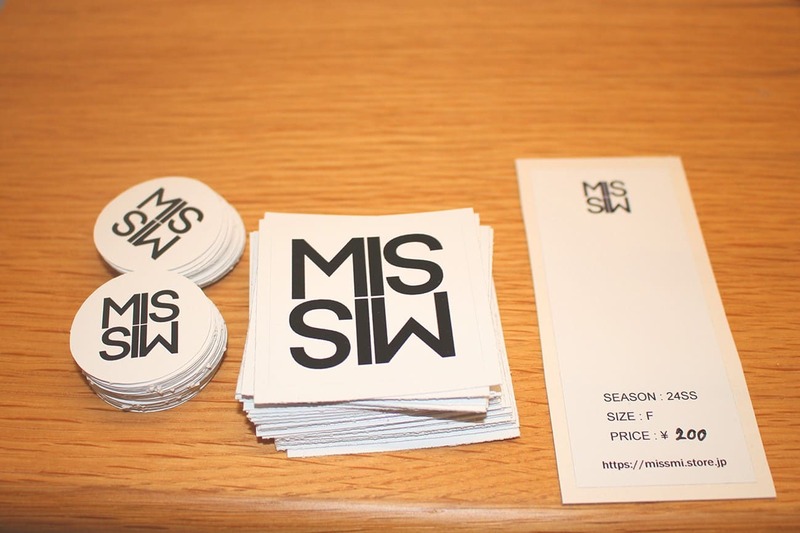 MIS
SIW
MIS
SIW
MIS
SIW
MIS
SIW
SEASON : 24SS
SIZE : F
PRICE : ¥ 200
https://missmi.store.jp